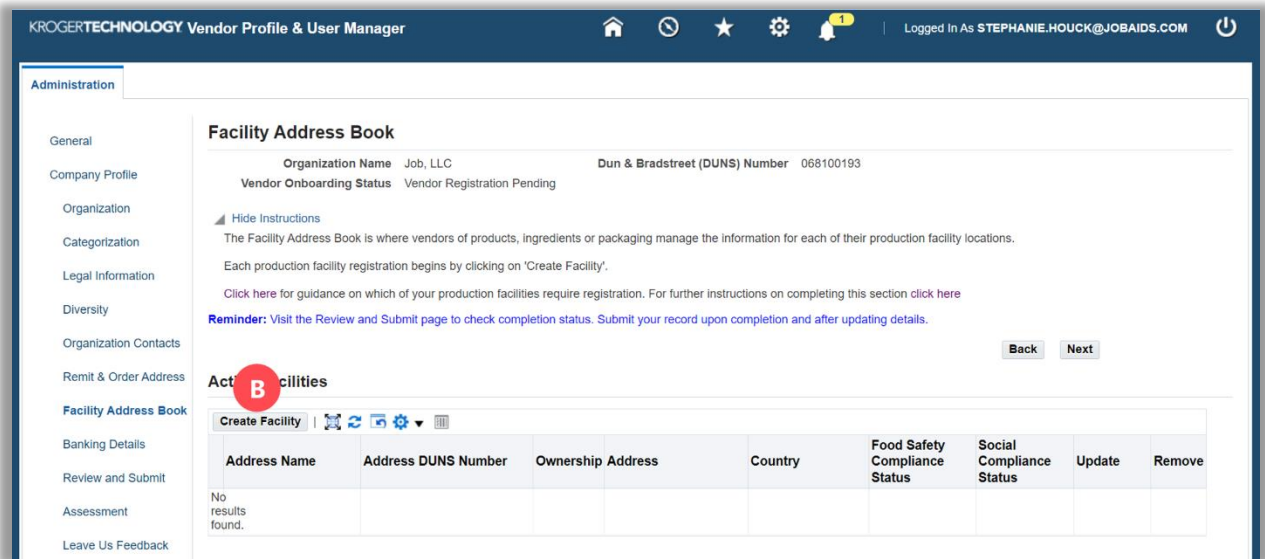 KROGERTECHNOLOGY. Vendor Profile & User Manager
1
Logged In As STEPHANIE.HOUCK@JOBAIDS.COM
Administration
General
Company Profile
Organization
Categorization
Legal Information
Diversity
Organization Contacts
Remit & Order Address
Facility Address Book
Banking Details
Review and Submit
Assessment
Leave Us Feedback
Facility Address Book
Organization Name Job, LLC Dun & Bradstreet (DUNS) Number 068100193
Vendor Onboarding Status Vendor Registration Pending
Hide Instructions
The Facility Address Book is where vendors of products, ingredients or packaging manage the information for each of their production facility locations.
Each production facility registration begins by clicking on 'Create Facility'.
Click here for guidance on which of your production facilities require registration. For further instructions on completing this section click here
Reminder: Visit the Review and Submit page to check completion status. Submit your record upon completion and after updating details.
Back Next
B
Create Facility
Address Name Address DUNS Number Ownership Address Country Food Safety Compliance Status Social Compliance Status Update Remove
No
results
found.